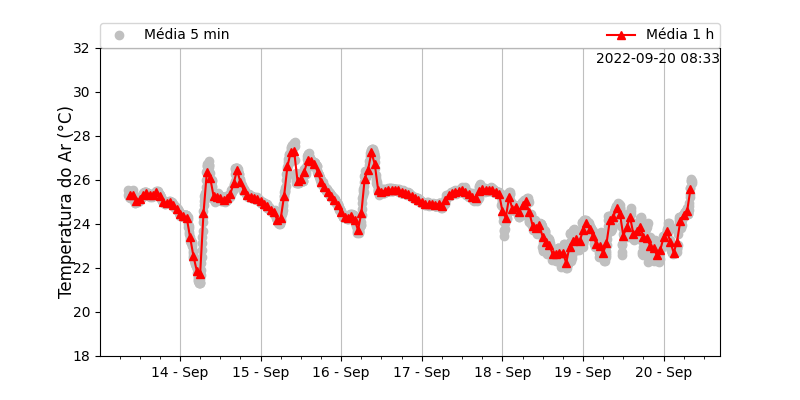 Média 5 min
Média 1 h
2022-09-20 08:33
Temperatura do Ar (°C)
32
30
28
26
24
22
20
18
14 - Sep
15 - Sep
16 - Sep
17 - Sep
18 - Sep
19 - Sep
20 - Sep